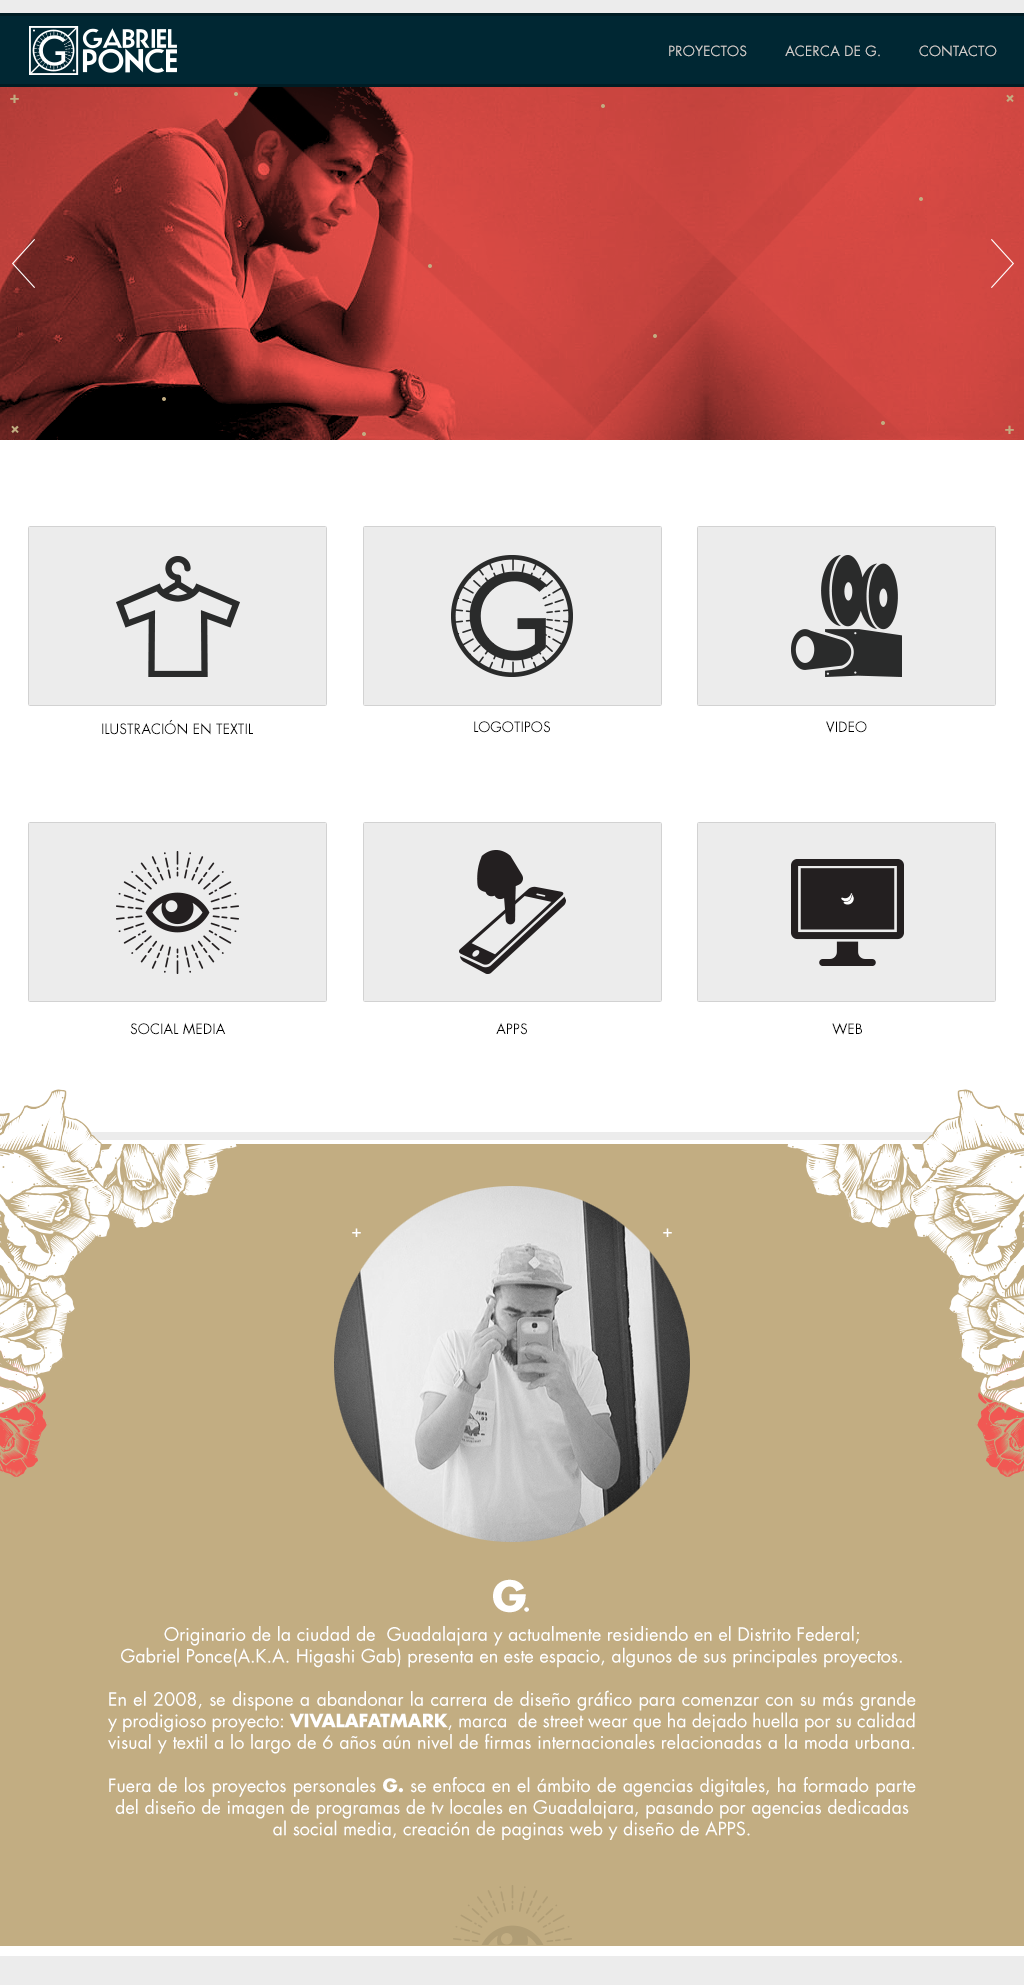 GABRIEL
PONCE
PROYECTOS
ACERCA DE G.
CONTACTO
ILUSTRACIÓN EN TEXTIL
LOGOTIPOS
VIDEO
SOCIAL MEDIA
APPS
WEB
G.
Originario de la ciudad de Guadalajara y actualmente residiendo en el Distrito Federal;
Gabriel Ponce(A.K.A. Higashi Gab) presenta en este espacio, algunos de sus principales proyectos.
En el 2008, se dispone a abandonar la carrera de diseño gráfico para comenzar con su más grande
y prodigioso proyecto: VIVALAFATMARK, marca de street wear que ha dejado huella por su calidad
visual y textil a lo largo de 6 años aún nivel de firmas internacionales relacionadas a la moda urbana.
Fuera de los proyectos personales G. se enfoca en el ámbito de agencias digitales, ha formado parte
del diseño de imagen de programas de tv locales en Guadalajara, pasando por agencias dedicadas
al social media, creación de paginas web y diseño de APPS.